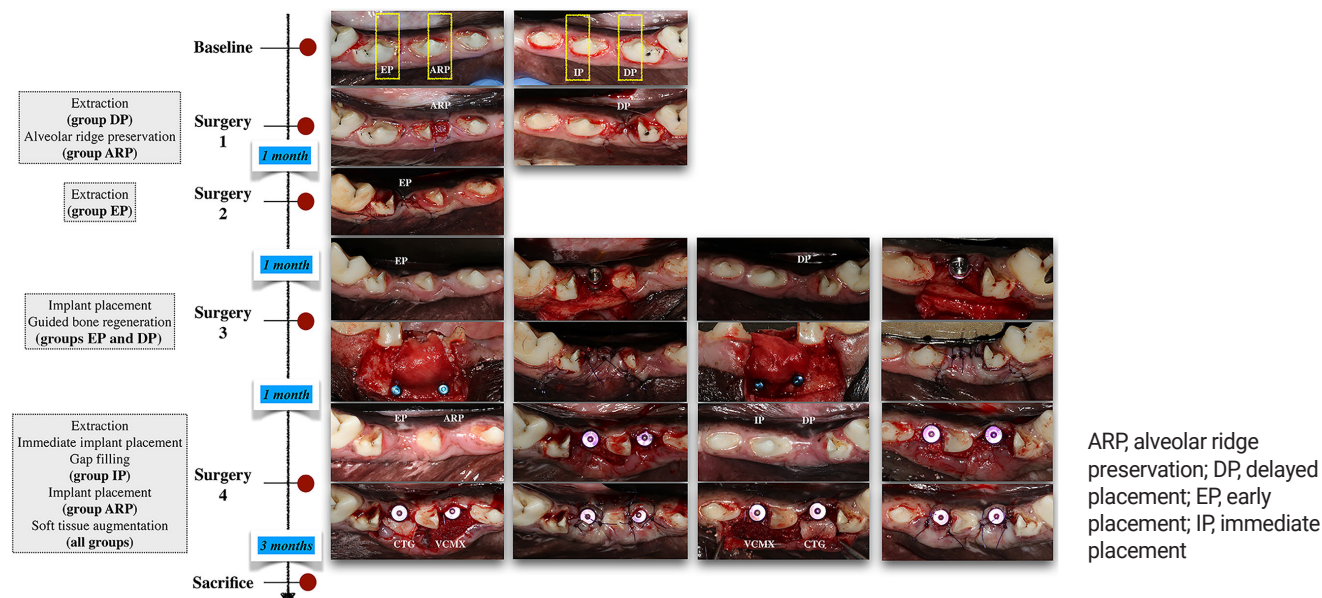 Baseline
EP
ARP
IP
DP
Extraction
(group DP)
Alveolar ridge preservation
(group ARP)
Surgery
1
ARP
DP
1 month
Extraction
(group EP)
Surgery
2
EP
1 month
EP
DP
Implant placement
Guided bone regeneration
(groups EP and DP)
Surgery
3
1 month
Extraction
Immediate implant placement
Gap filling
(group IP)
Implant placement
(group ARP)
Soft tissue augmentation
(all groups)
Surgery
4
EP
ARP
IP
DP
CTG
VCMX
VCMX
CTG
3 months
Sacrifice
ARP, alveolar ridge
preservation; DP, delayed
placement; EP, early
placement; IP, immediate
placement